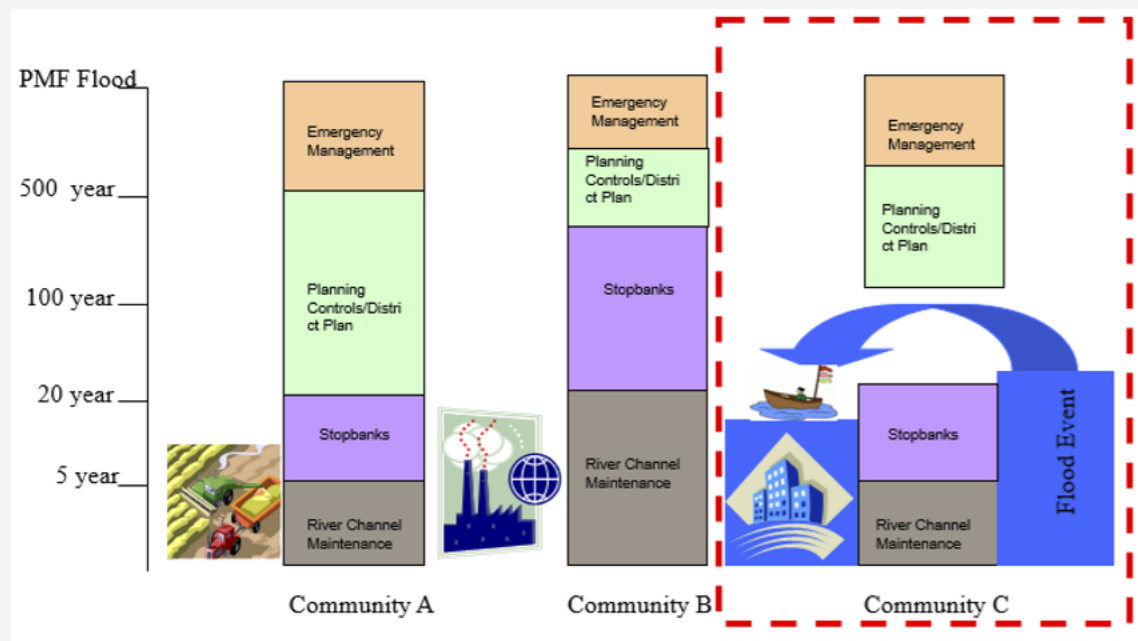 PMF Flood
500 year
100 year
20 year
5 year
Emergency
Management
Planning
Controls/Distri
ct Plan
Stopbanks
River Channel
Maintenance
Community A
Emergency
Management
Planning
Controls/Distri
ct Plan
Stopbanks
River Channel
Maintenance
Community B
Emergency
Management
Planning
Controls/Distri
ct Plan
Stopbanks
River Channel
Maintenance
Flood Event
Community C